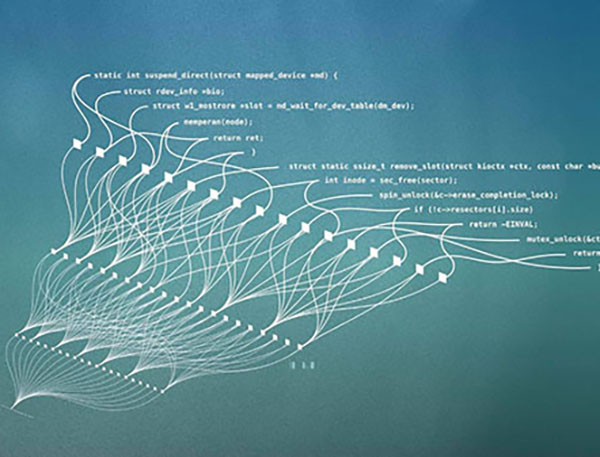 static int suspend_direct(struct mapped_device *md) {
struct rdev_info *bio;
struct w1_mostrore *slot = nd_wait_for_dev_table(dm_dev);
memperan(node);
return ret;
}
struct static ssize_t remove_slot(struct kioctx *ctx, const char *bu
int inode = sec_free(sector);
spin_unlock(&c->erase_completion_lock);
if (!c->resectors[i].size)
return -EINVAL;
mutex_unlock(&ct
return
}